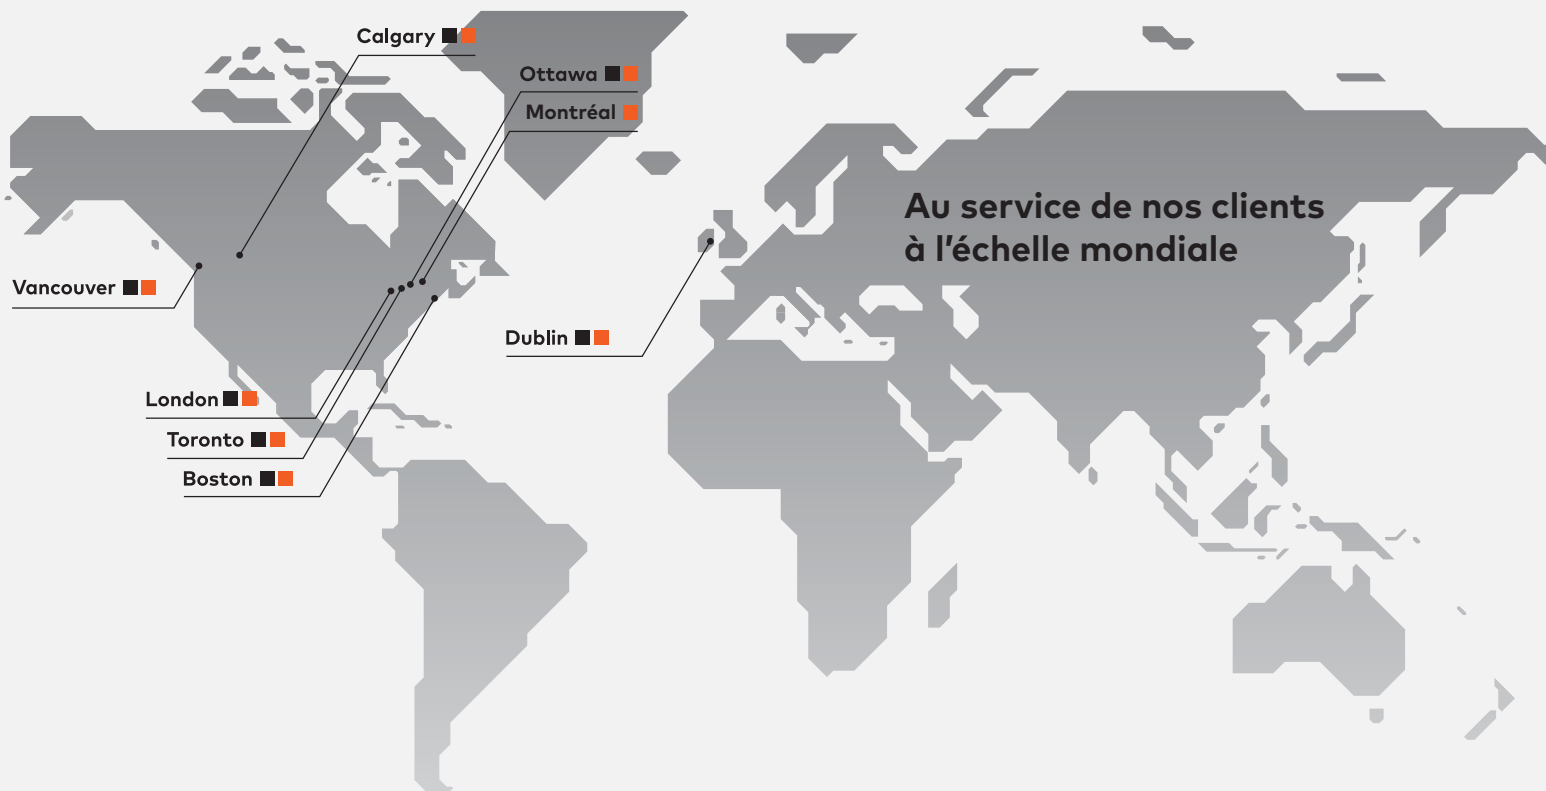 Calgary
Ottawa
Montréal
Au service de nos clients
à l'échelle mondiale
Vancouver
Dublin
London
Toronto
Boston